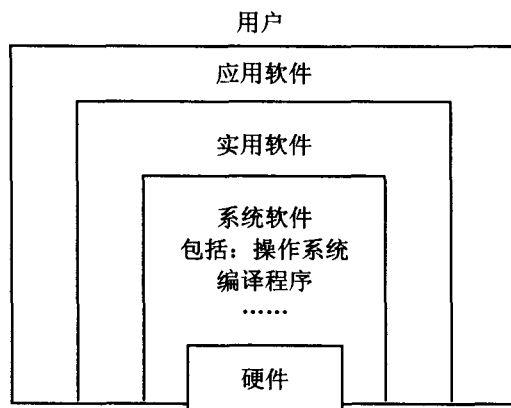 用户
应用软件
实用软件
系统软件
包括：操作系统
编译程序
……
硬件